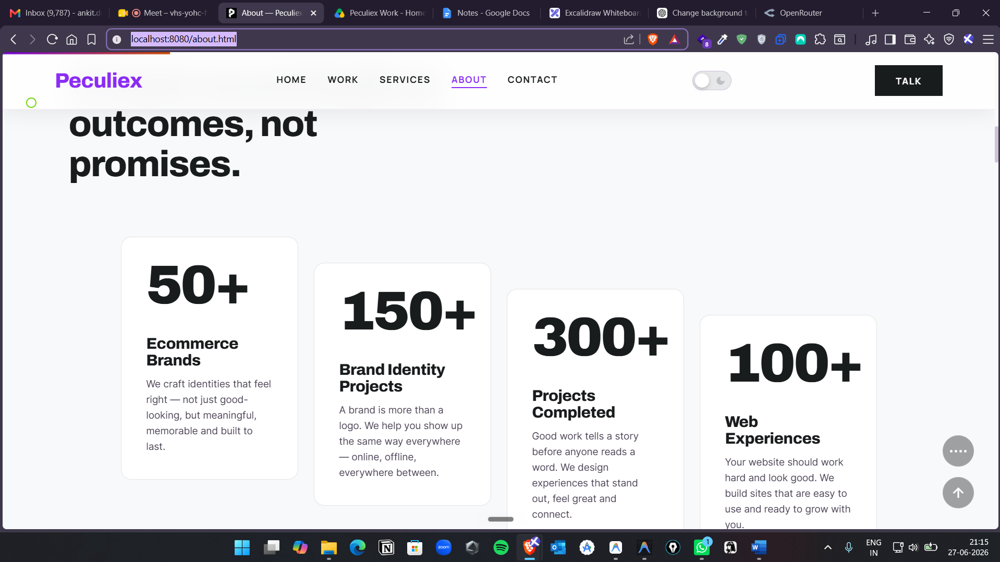 Inbox (9,787) - ankit.d
Meet – vhs-yohc-f
About — Peculiex
Peculiex Work - Home
Notes - Google Docs
Excalidraw Whiteboar
Change background t
OpenRouter
localhost:8080/about.html
8
Peculiex
HOME
WORK
SERVICES
ABOUT
CONTACT
TALK
outcomes, not
promises.
50+
Ecommerce
Brands
We craft identities that feel
right — not just good-
looking, but meaningful,
memorable and built to
last.
150+
Brand Identity
Projects
A brand is more than a
logo. We help you show up
the same way everywhere
— online, offline,
everywhere between.
300+
Projects
Completed
Good work tells a story
before anyone reads a
word. We design
experiences that stand
out, feel great and
connect.
100+
Web
Experiences
Your website should work
hard and look good. We
build sites that are easy to
use and ready to grow with
you.
zoom
1
ENG
IN
21:15
27-06-2026